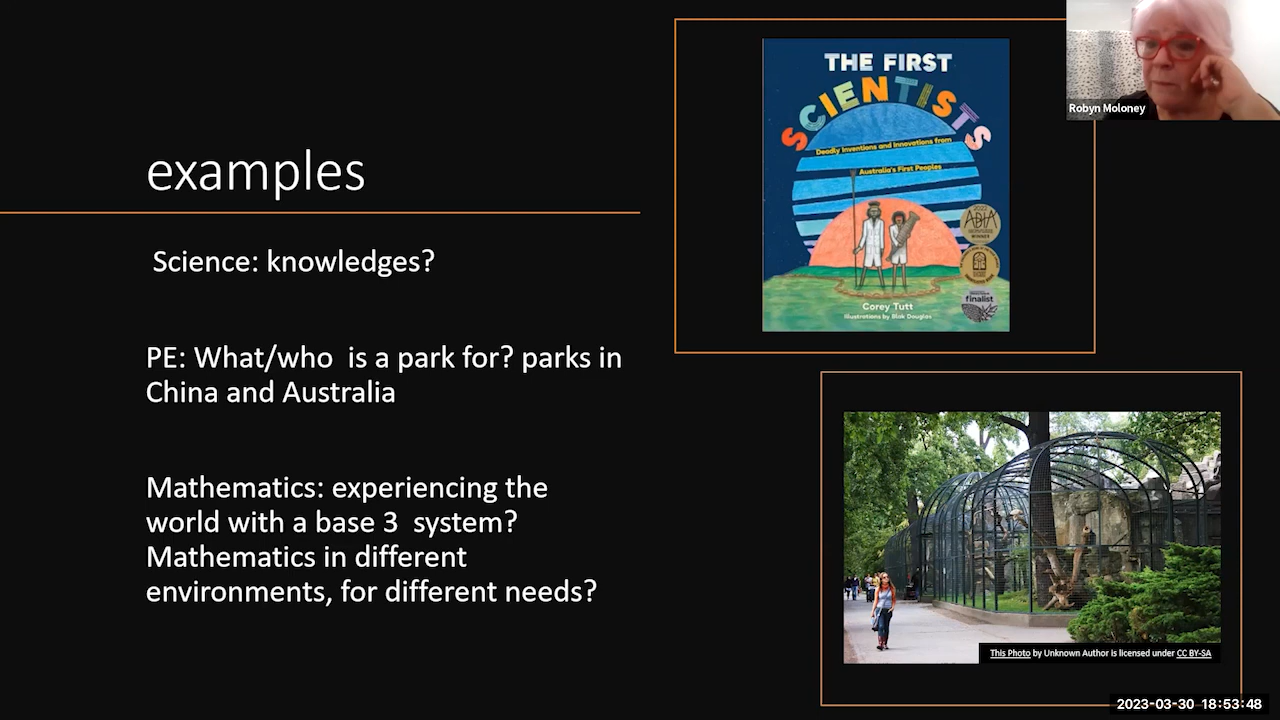 examples
Science: knowledges?
PE: What/who is a park for? parks in
China and Australia
Mathematics: experiencing the
world with a base 3 system?
Mathematics in different
environments, for different needs?
THE FIRST
SCIENTISTS
Deadly Inventions and Innovations from
Australia's First Peoples
2022
ABIA
WINNER
finalist
Corey Tutt
Illustrations by Blak Douglas
Robyn Moloney
This Photo by Unknown Author is licensed under CC BY-SA
2023-03-30 18:53:48